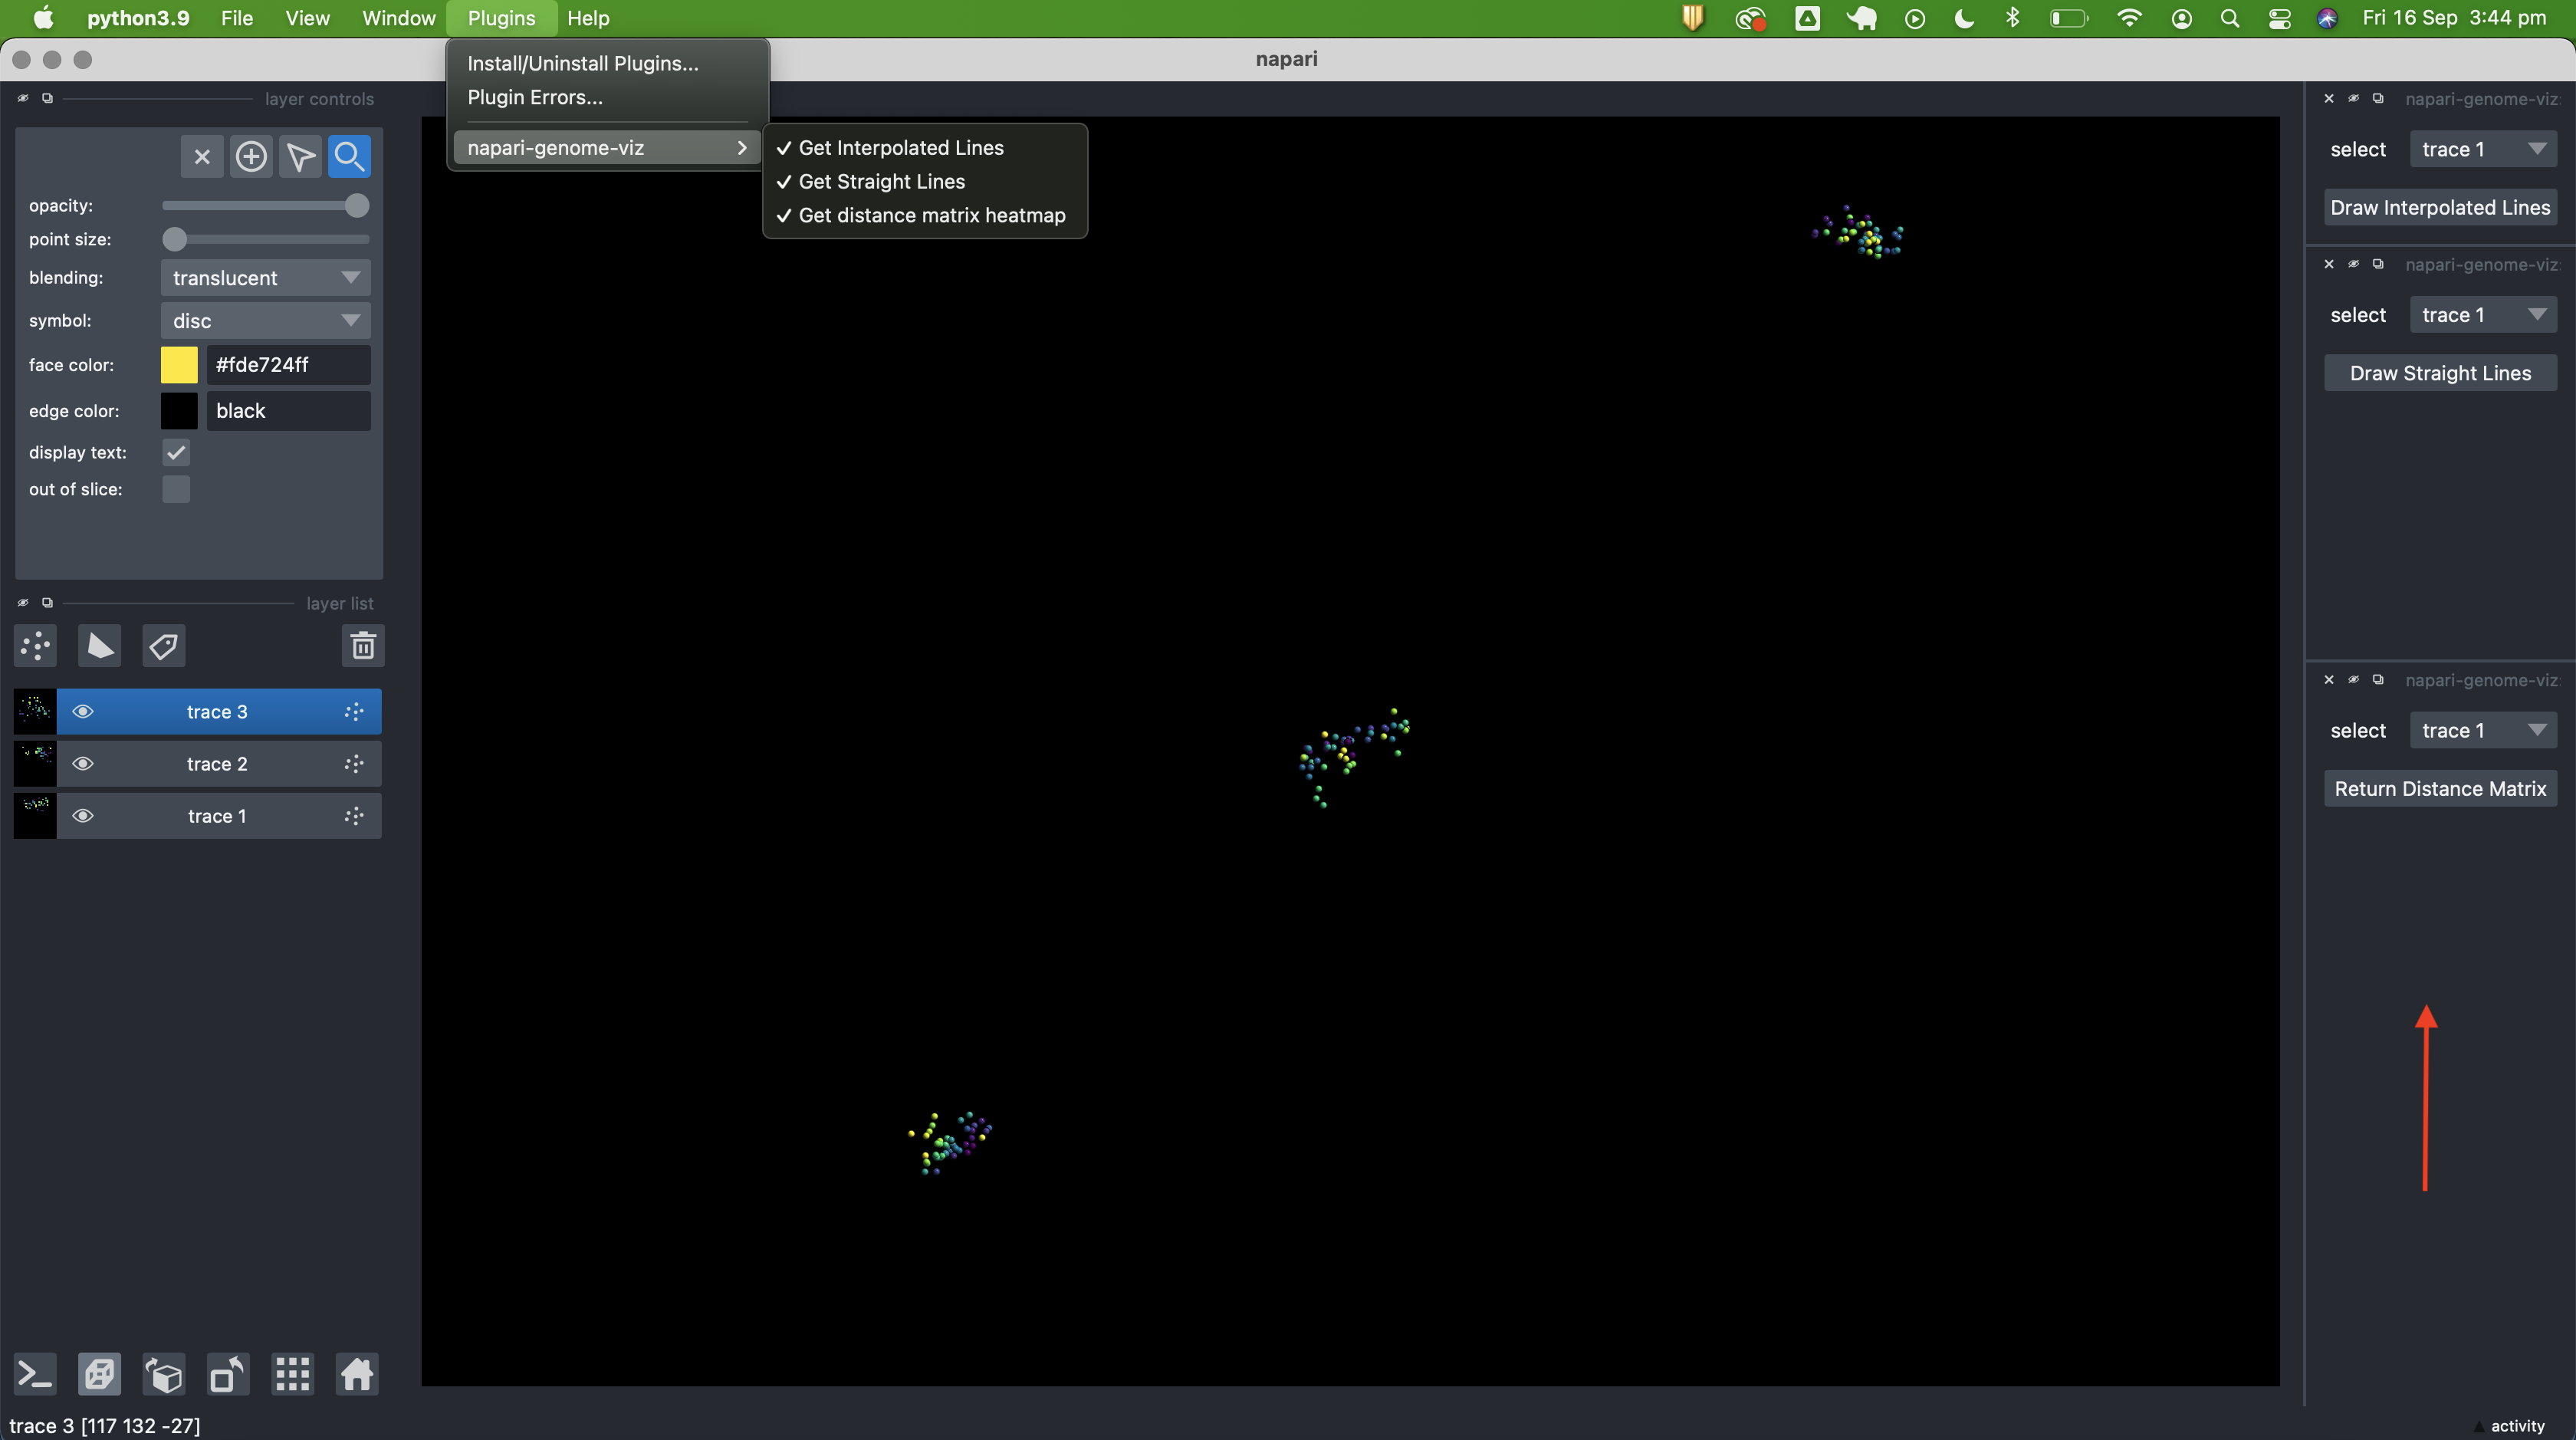 python3.9 File View Window Plugins Help Fri 16 Sep 3:44 pm
napari
Install/Uninstall Plugins...
Plugin Errors...
napari-genome-viz
Get Interpolated Lines
Get Straight Lines
Get distance matrix heatmap
layer controls
opacity:
point size:
blending: translucent
symbol: disc
face color: #fde724ff
edge color: black
display text:
out of slice:
layer list
trace 3
trace 2
trace 1
napari-genome-viz
select trace 1
Draw Interpolated Lines
napari-genome-viz
select trace 1
Draw Straight Lines
napari-genome-viz
select trace 1
Return Distance Matrix
trace 3 [117 132 -27]
activity